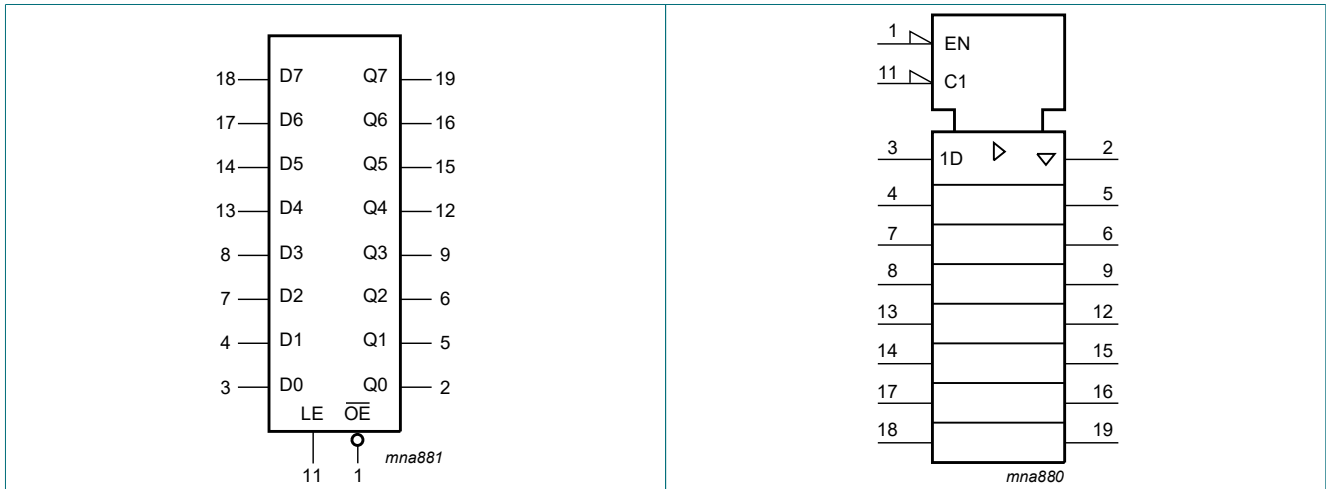 18 D7 Q7 19
17 D6 Q6 16
14 D5 Q5 15
13 D4 Q4 12
8 D3 Q3 9
7 D2 Q2 6
4 D1 Q1 5
3 D0 Q0 2
LE OE
11 1
mna881
1 EN
11 C1
3 1D 2
4 5
7 6
8 9
13 12
14 15
17 16
18 19
mna880